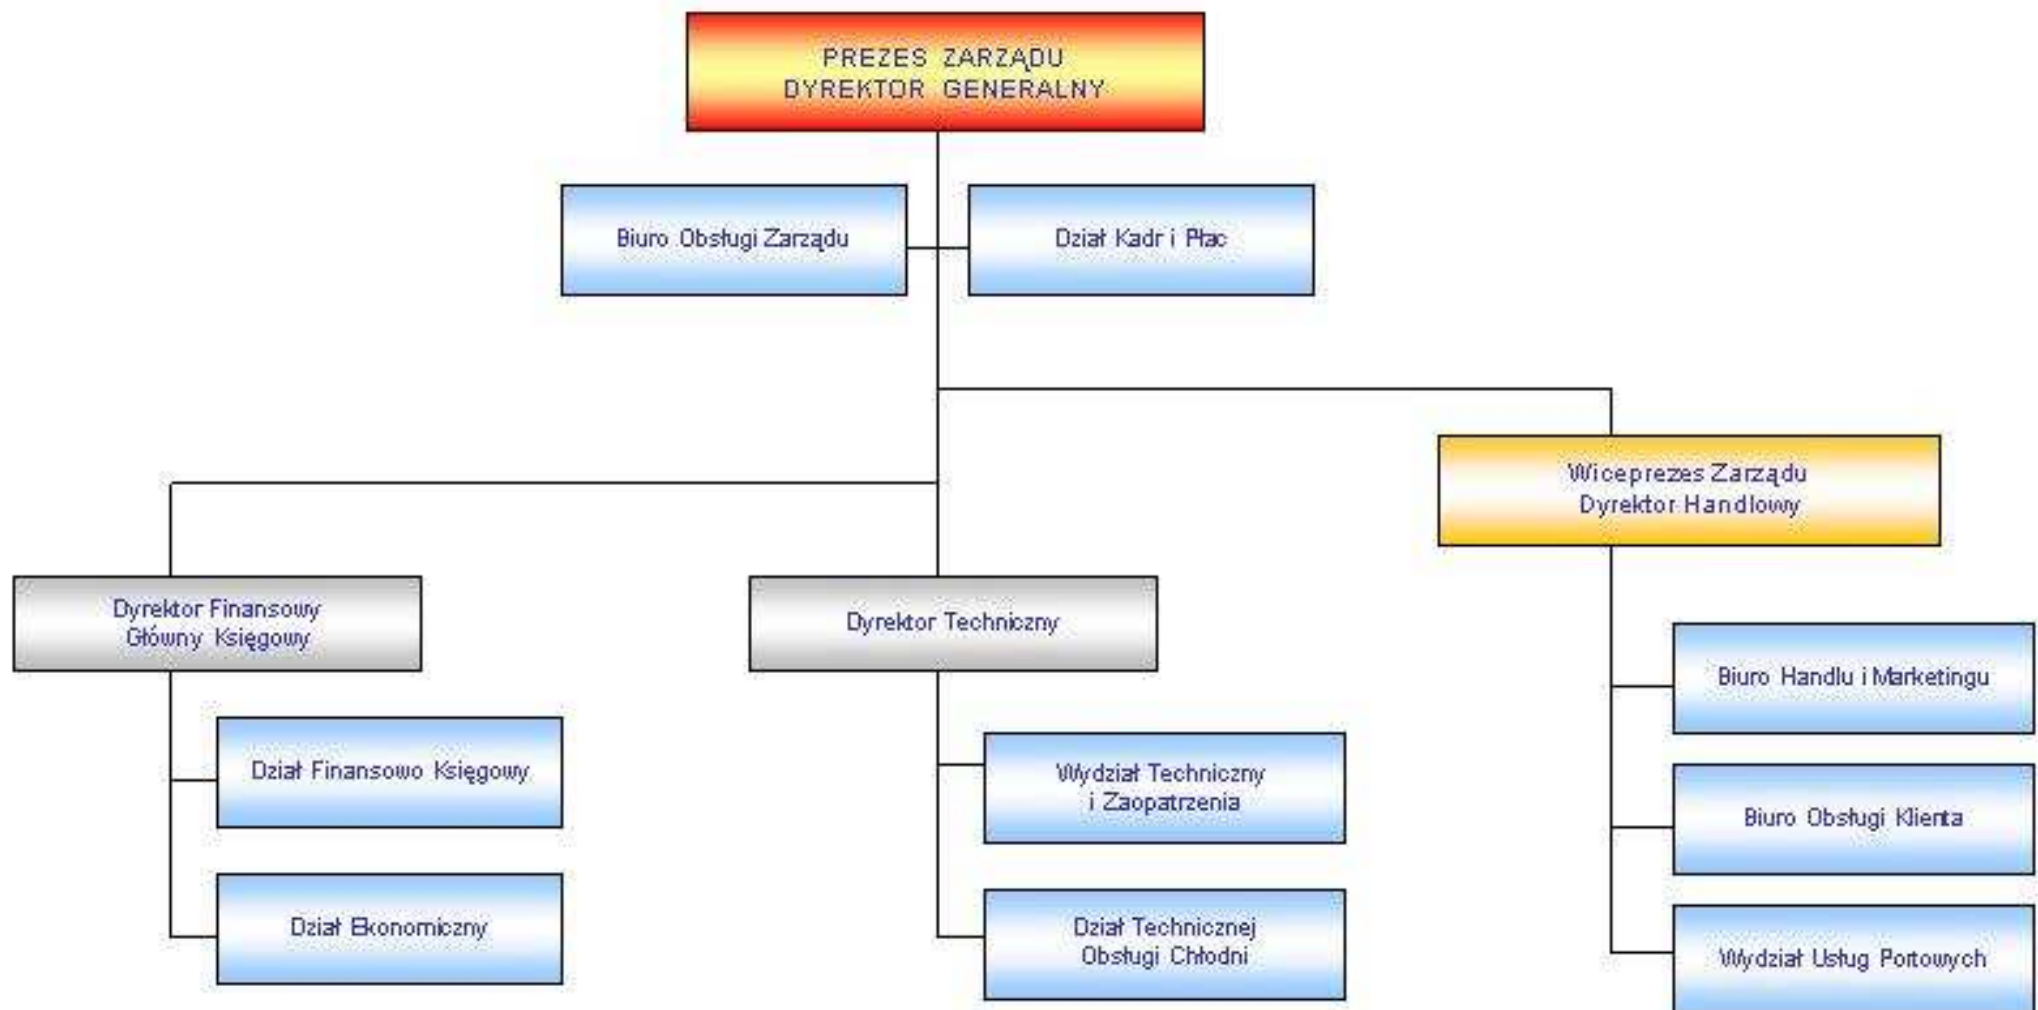 PREZES ZARZĄDU
DYREKTOR GENERALNY
Biuro Obsługi Zarządu
Dział Kadr i Płac
Wiceprezes Zarządu
Dyrektor Handlowy
Dyrektor Finansowy
Główny Księgowy
Dyrektor Techniczny
Biuro Handlu i Marketingu
Dział Finansowo Księgowy
Wydział Techniczny
i Zaopatrzenia
Biuro Obsługi Klienta
Dział Ekonomiczny
Dział Technicznej
Obsługi Chłodni
Wydział Usług Portowych